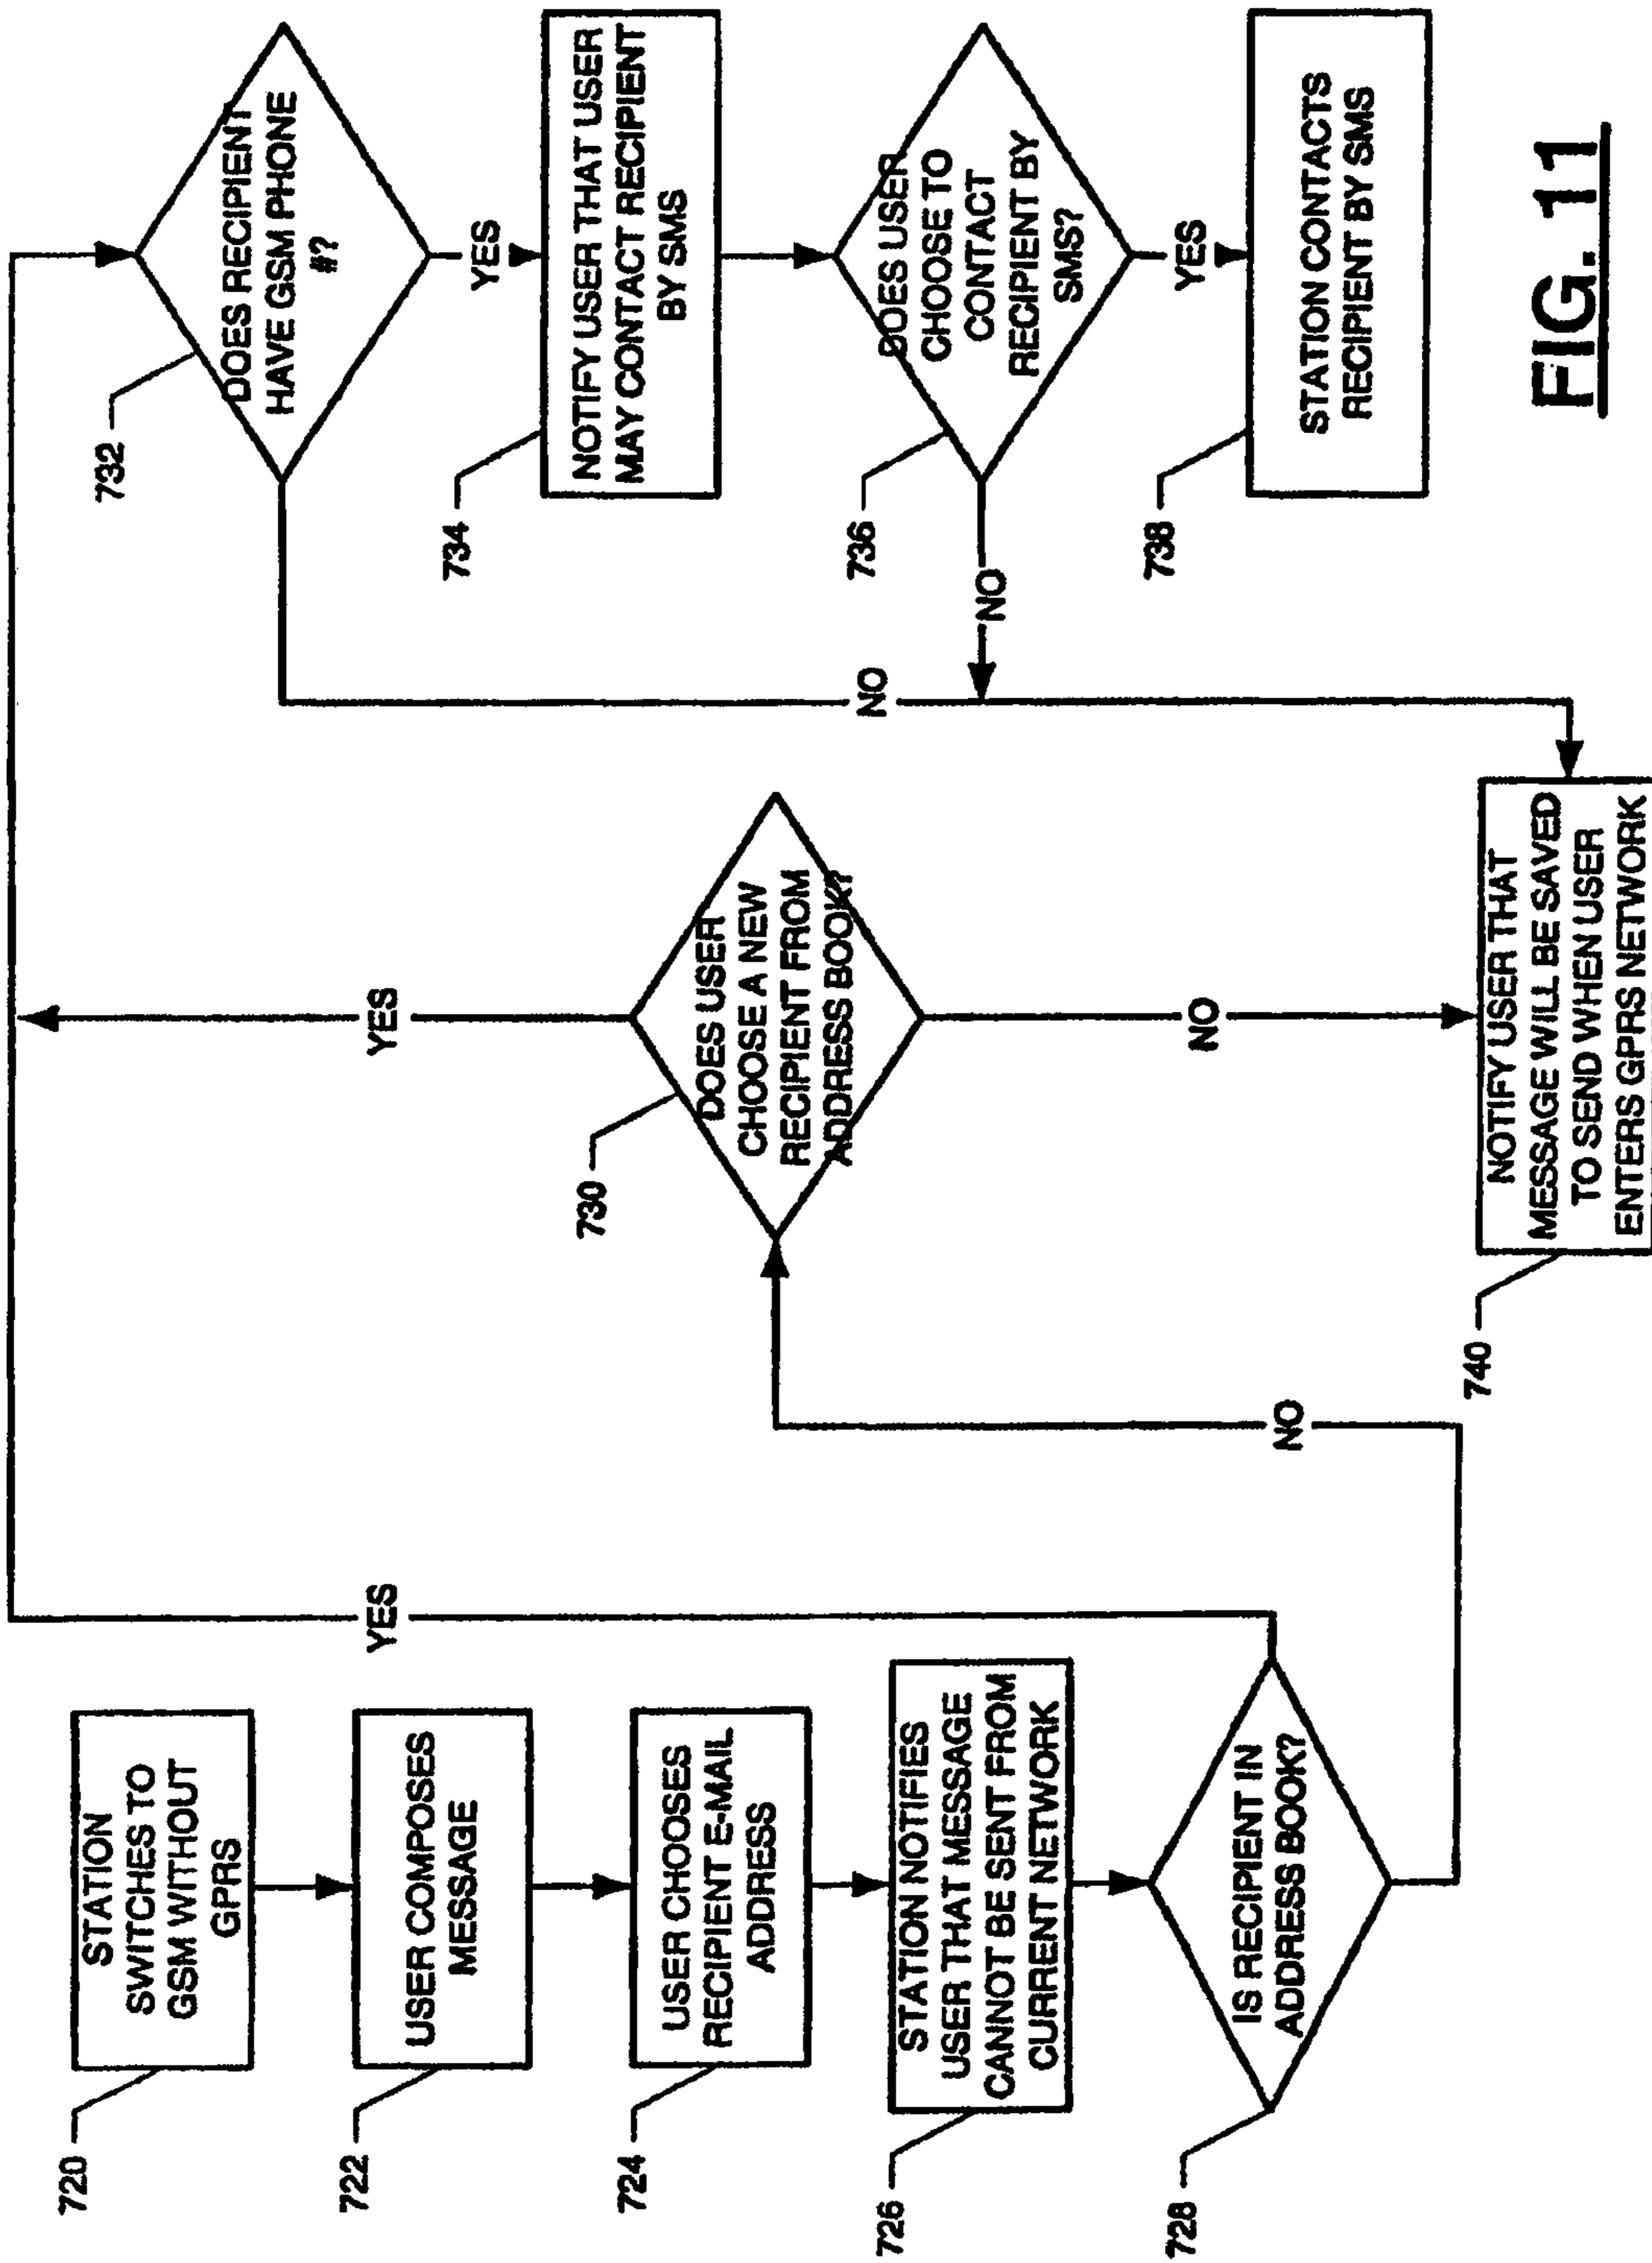 720
STATION
SWITCHES TO
GSM WITHOUT
GPRS
722
USER COMPOSES
MESSAGE
724
USER CHOOSES
RECIPIENT E-MAIL
ADDRESS
726
STATION NOTIFIES
USER THAT MESSAGE
CANNOT BE SENT FROM
CURRENT NETWORK
728
IS RECIPIENT IN
ADDRESS BOOK?
YES
NO
730
DOES USER
CHOOSE A NEW
RECIPIENT FROM
ADDRESS BOOK?
YES
NO
740
NOTIFY USER THAT
MESSAGE WILL BE SAVED
TO SEND WHEN USER
ENTERS GPRS NETWORK
732
DOES RECIPIENT
HAVE GSM PHONE
#?
YES
NO
734
NOTIFY USER THAT USER
MAY CONTACT RECIPIENT
BY SMS
736
DOES USER
CHOOSE TO
CONTACT
RECIPIENT BY
SMS?
NO
YES
738
STATION CONTACTS
RECIPIENT BY SMS
FIG. 11